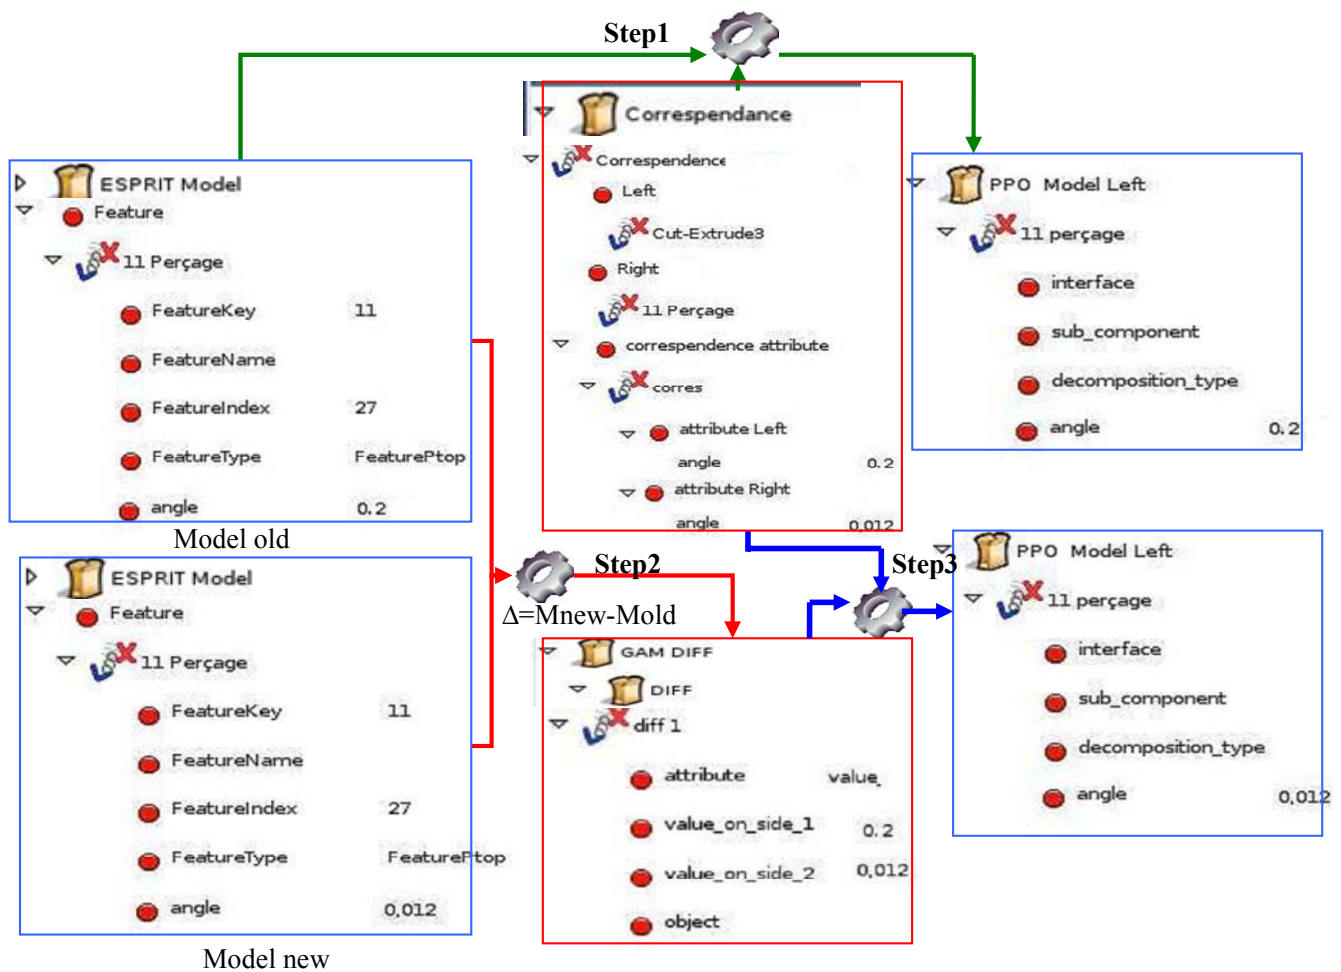 Step1
Correspendance
Correspendence
Left
Cut-Extrude3
Right
11 Perçage
correspendence attribute
corres
attribute Left
angle 0.2
attribute Right
angle 0,012
ESPRIT Model
Feature
11 Perçage
FeatureKey 11
FeatureName
FeatureIndex 27
FeatureType FeaturePtop
angle 0.2
Model old
PPO Model Left
11 perçage
interface
sub_component
decomposition_type
angle 0.2
ESPRIT Model
Feature
11 Perçage
FeatureKey 11
FeatureName
FeatureIndex 27
FeatureType FeaturePtop
angle 0,012
Model new
Step2
Δ=Mnew-Mold
GAM DIFF
DIFF
diff 1
attribute value,
value_on_side_1 0.2
value_on_side_2 0,012
object
Step3
PPO Model Left
11 perçage
interface
sub_component
decomposition_type
angle 0,012